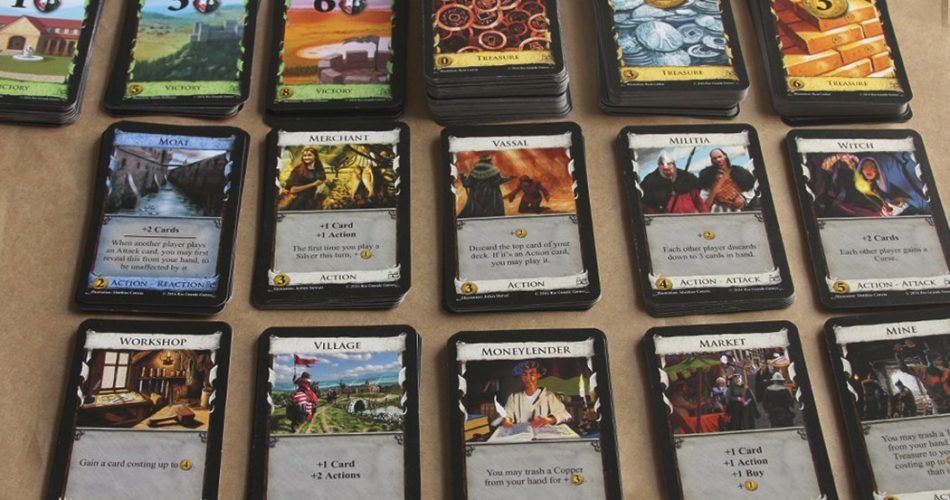 1
VICTORY
3
5
VICTORY
6
8
VICTORY
0
TREASURE
3
TREASURE
3
6
TREASURE
MOAT
+2 Cards
When another player plays
an Attack card, you may first
reveal this from your hand, to
be unaffected by it.
2
ACTION - REACTION
MERCHANT
+1 Card
+1 Action
The first time you play a
Silver this turn, + 1
3
ACTION
VASSAL
+ 2
Discard the top card of your
deck. If it's an Action card,
you may play it.
3
ACTION
MILITIA
+ 2
Each other player discards
down to 3 cards in hand.
4
ACTION - ATTACK
WITCH
+2 Cards
Each other player gains a
Curse.
5
ACTION - ATTACK
WORKSHOP
Gain a card costing up to 4
VILLAGE
+1 Card
+2 Actions
MONEYLENDER
You may trash a Copper
from your hand for + 3
MARKET
+1 Card
+1 Action
+1 Buy
+ 1
MINE
You may trash a
from your hand.
Treasure to yo
costing up to